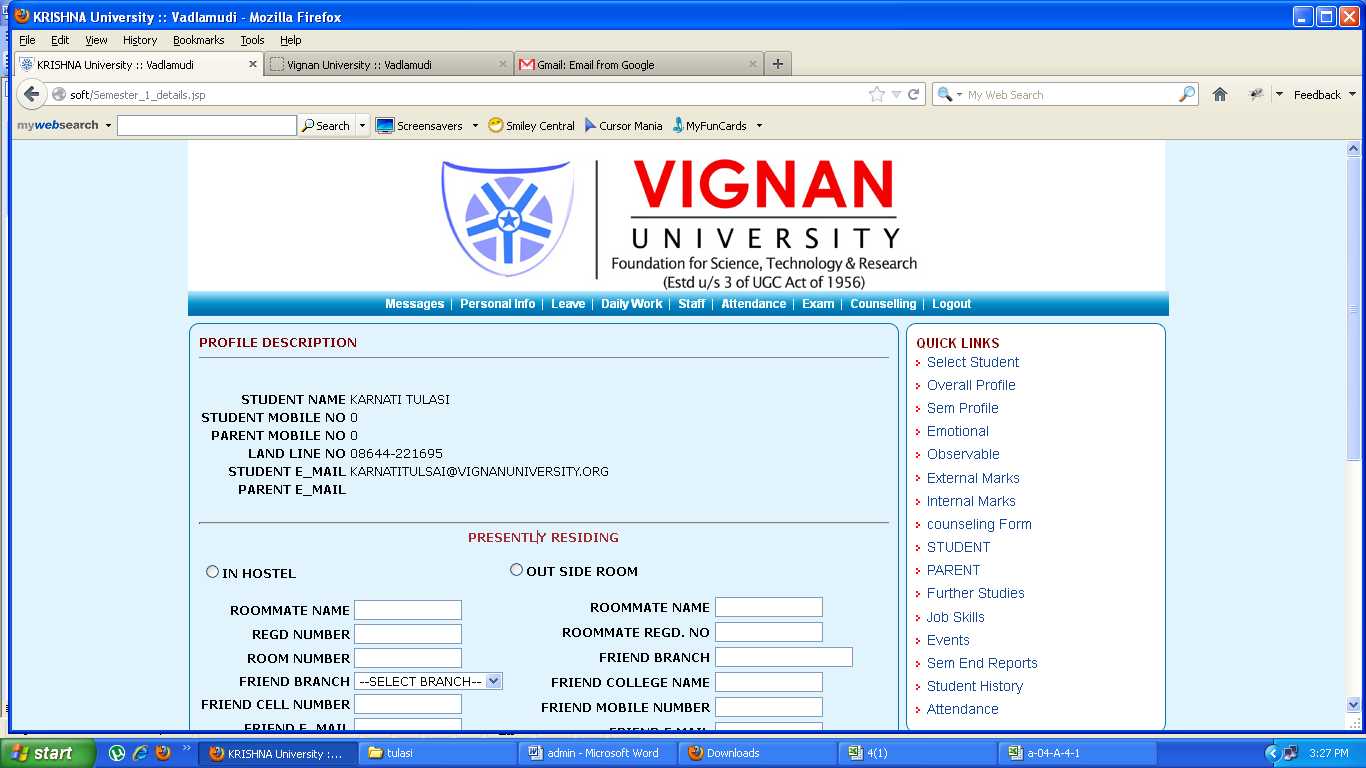 KRISHNA University :: Vadlamudi - Mozilla Firefox
File Edit View History Bookmarks Tools Help
KRISHNA University :: Vadlamudi Vignan University :: Vadlamudi Gmail: Email from Google
soft/Semester_1_details.jsp My Web Search Feedback
mywebsearch Search Screensavers Smiley Central Cursor Mania MyFunCards
VIGNAN
UNIVERSITY
Foundation for Science, Technology & Research
(Estd u/s 3 of UGC Act of 1956)
Messages | Personal Info | Leave | Daily Work | Staff | Attendance | Exam | Counselling | Logout
PROFILE DESCRIPTION
STUDENT NAME KARNATI TULASI
STUDENT MOBILE NO 0
PARENT MOBILE NO 0
LAND LINE NO 08644-221695
STUDENT E_MAIL KARNATITULSAI@VIGNANUNIVERSITY.ORG
PARENT E_MAIL
PRESENTLY RESIDING
IN HOSTEL
ROOMMATE NAME
REGD NUMBER
ROOM NUMBER
FRIEND BRANCH --SELECT BRANCH--
FRIEND CELL NUMBER
FRIEND E_MAIL
OUT SIDE ROOM
ROOMMATE NAME
ROOMMATE REGD. NO
FRIEND BRANCH
FRIEND COLLEGE NAME
FRIEND MOBILE NUMBER
FRIEND E_MAIL
QUICK LINKS
Select Student
Overall Profile
Sem Profile
Emotional
Observable
External Marks
Internal Marks
counseling Form
STUDENT
PARENT
Further Studies
Job Skills
Events
Sem End Reports
Student History
Attendance
start KRISHNA University :... tulasi admin - Microsoft Word Downloads 4(1) a-04-A-4-1 3:27 PM